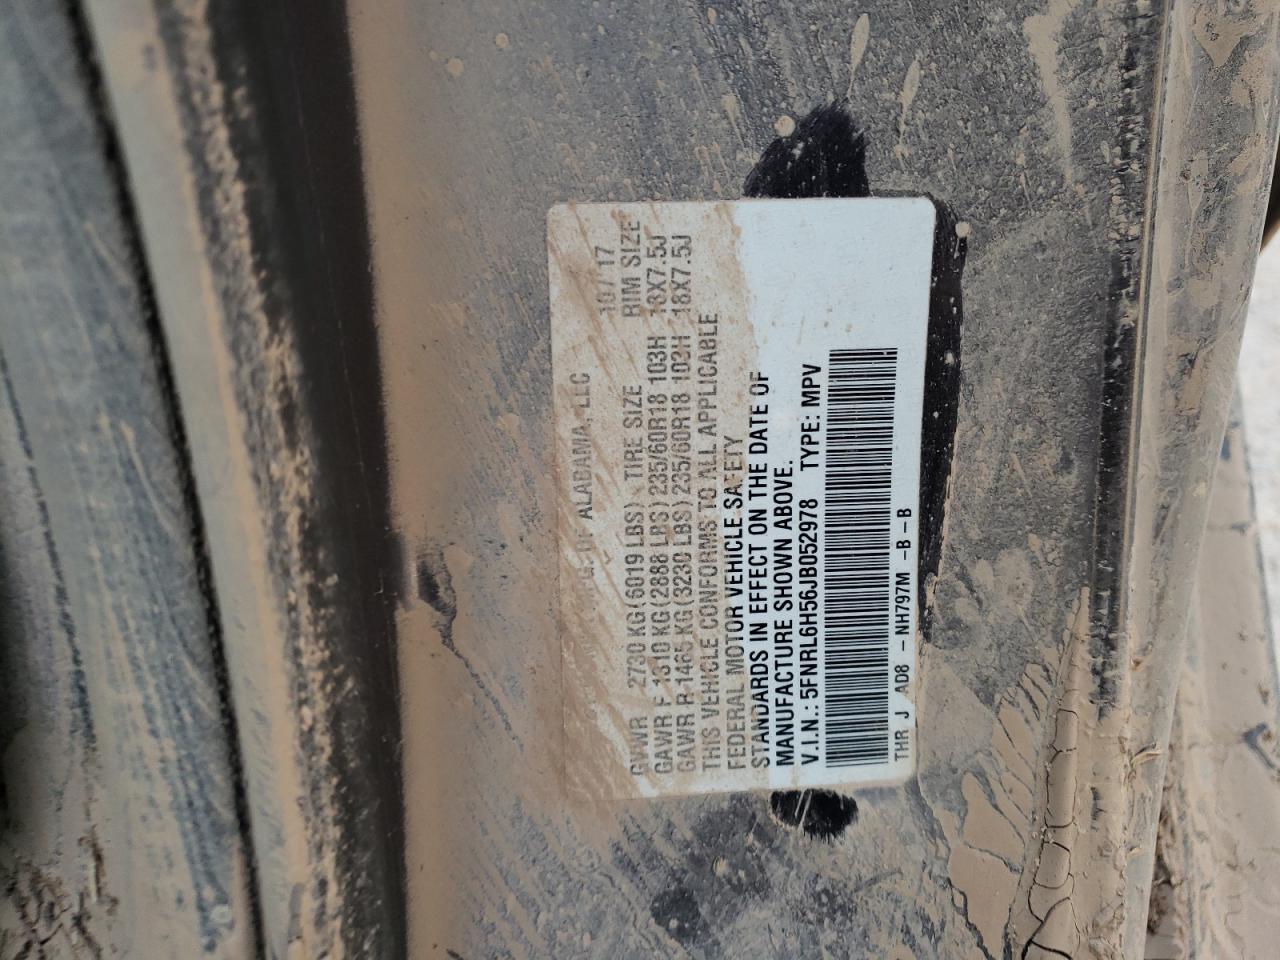 MFG. OF ALABAMA, LLC 10/17
GVWR 2730 KG(6019 LBS) TIRE SIZE RIM SIZE
GAWR F 1310 KG(2888 LBS) 235/60R18 103H 18X7.5J
GAWR R 1465 KG(3230 LBS) 235/60R18 103H 18X7.5J
THIS VEHICLE CONFORMS TO ALL APPLICABLE
FEDERAL MOTOR VEHICLE SAFETY
STANDARDS IN EFFECT ON THE DATE OF
MANUFACTURE SHOWN ABOVE.
V.I.N.: 5FNRL6H56JB052978 TYPE: MPV
THR J AD8 - NH797M -B -B